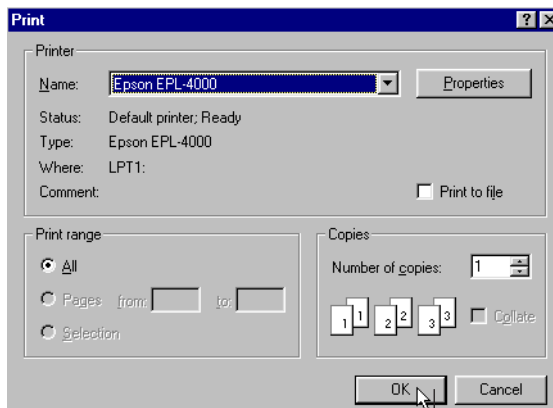 Print
Printer
Name: Epson EPL-4000 Properties
Status: Default printer; Ready
Type: Epson EPL-4000
Where: LPT1:
Comment: Print to file
Print range
All
Pages from: to:
Selection
Copies
Number of copies: 1
1 1 2 2 3 3 Collate
OK Cancel